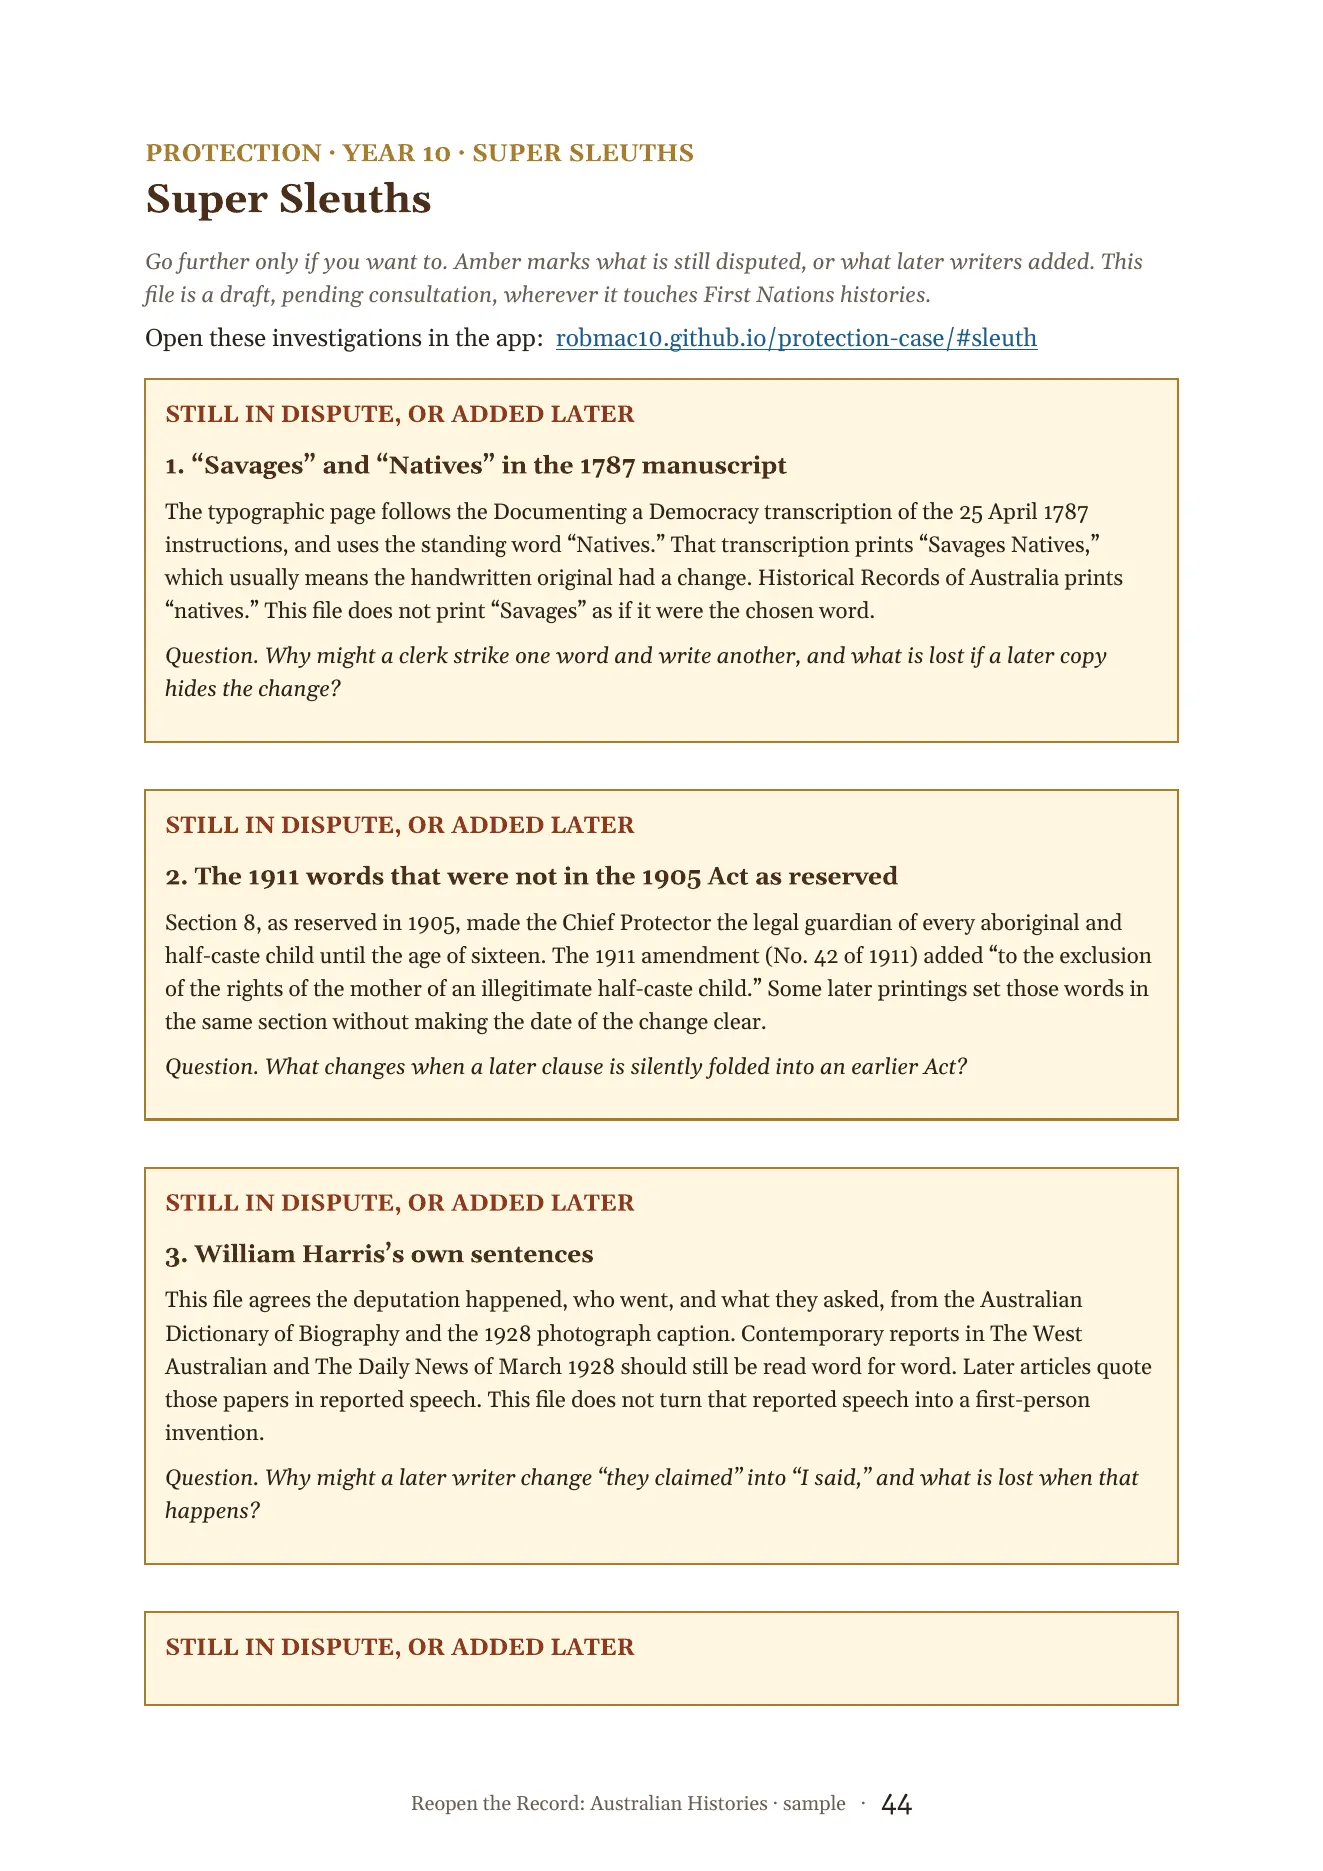 PROTECTION · YEAR 10 · SUPER SLEUTHS
Super Sleuths
Go further only if you want to. Amber marks what is still disputed, or what later writers added. This
file is a draft, pending consultation, wherever it touches First Nations histories.
Open these investigations in the app: robmac10.github.io/protection-case/#sleuth
STILL IN DISPUTE, OR ADDED LATER
1. “Savages” and “Natives” in the 1787 manuscript
The typographic page follows the Documenting a Democracy transcription of the 25 April 1787
instructions, and uses the standing word “Natives.” That transcription prints “Savages Natives,”
which usually means the handwritten original had a change. Historical Records of Australia prints
“natives.” This file does not print “Savages” as if it were the chosen word.
Question. Why might a clerk strike one word and write another, and what is lost if a later copy
hides the change?
STILL IN DISPUTE, OR ADDED LATER
2. The 1911 words that were not in the 1905 Act as reserved
Section 8, as reserved in 1905, made the Chief Protector the legal guardian of every aboriginal and
half-caste child until the age of sixteen. The 1911 amendment (No. 42 of 1911) added “to the exclusion
of the rights of the mother of an illegitimate half-caste child.” Some later printings set those words in
the same section without making the date of the change clear.
Question. What changes when a later clause is silently folded into an earlier Act?
STILL IN DISPUTE, OR ADDED LATER
3. William Harris’s own sentences
This file agrees the deputation happened, who went, and what they asked, from the Australian
Dictionary of Biography and the 1928 photograph caption. Contemporary reports in The West
Australian and The Daily News of March 1928 should still be read word for word. Later articles quote
those papers in reported speech. This file does not turn that reported speech into a first-person
invention.
Question. Why might a later writer change “they claimed” into “I said,” and what is lost when that
happens?
STILL IN DISPUTE, OR ADDED LATER
Reopen the Record: Australian Histories · sample · 44